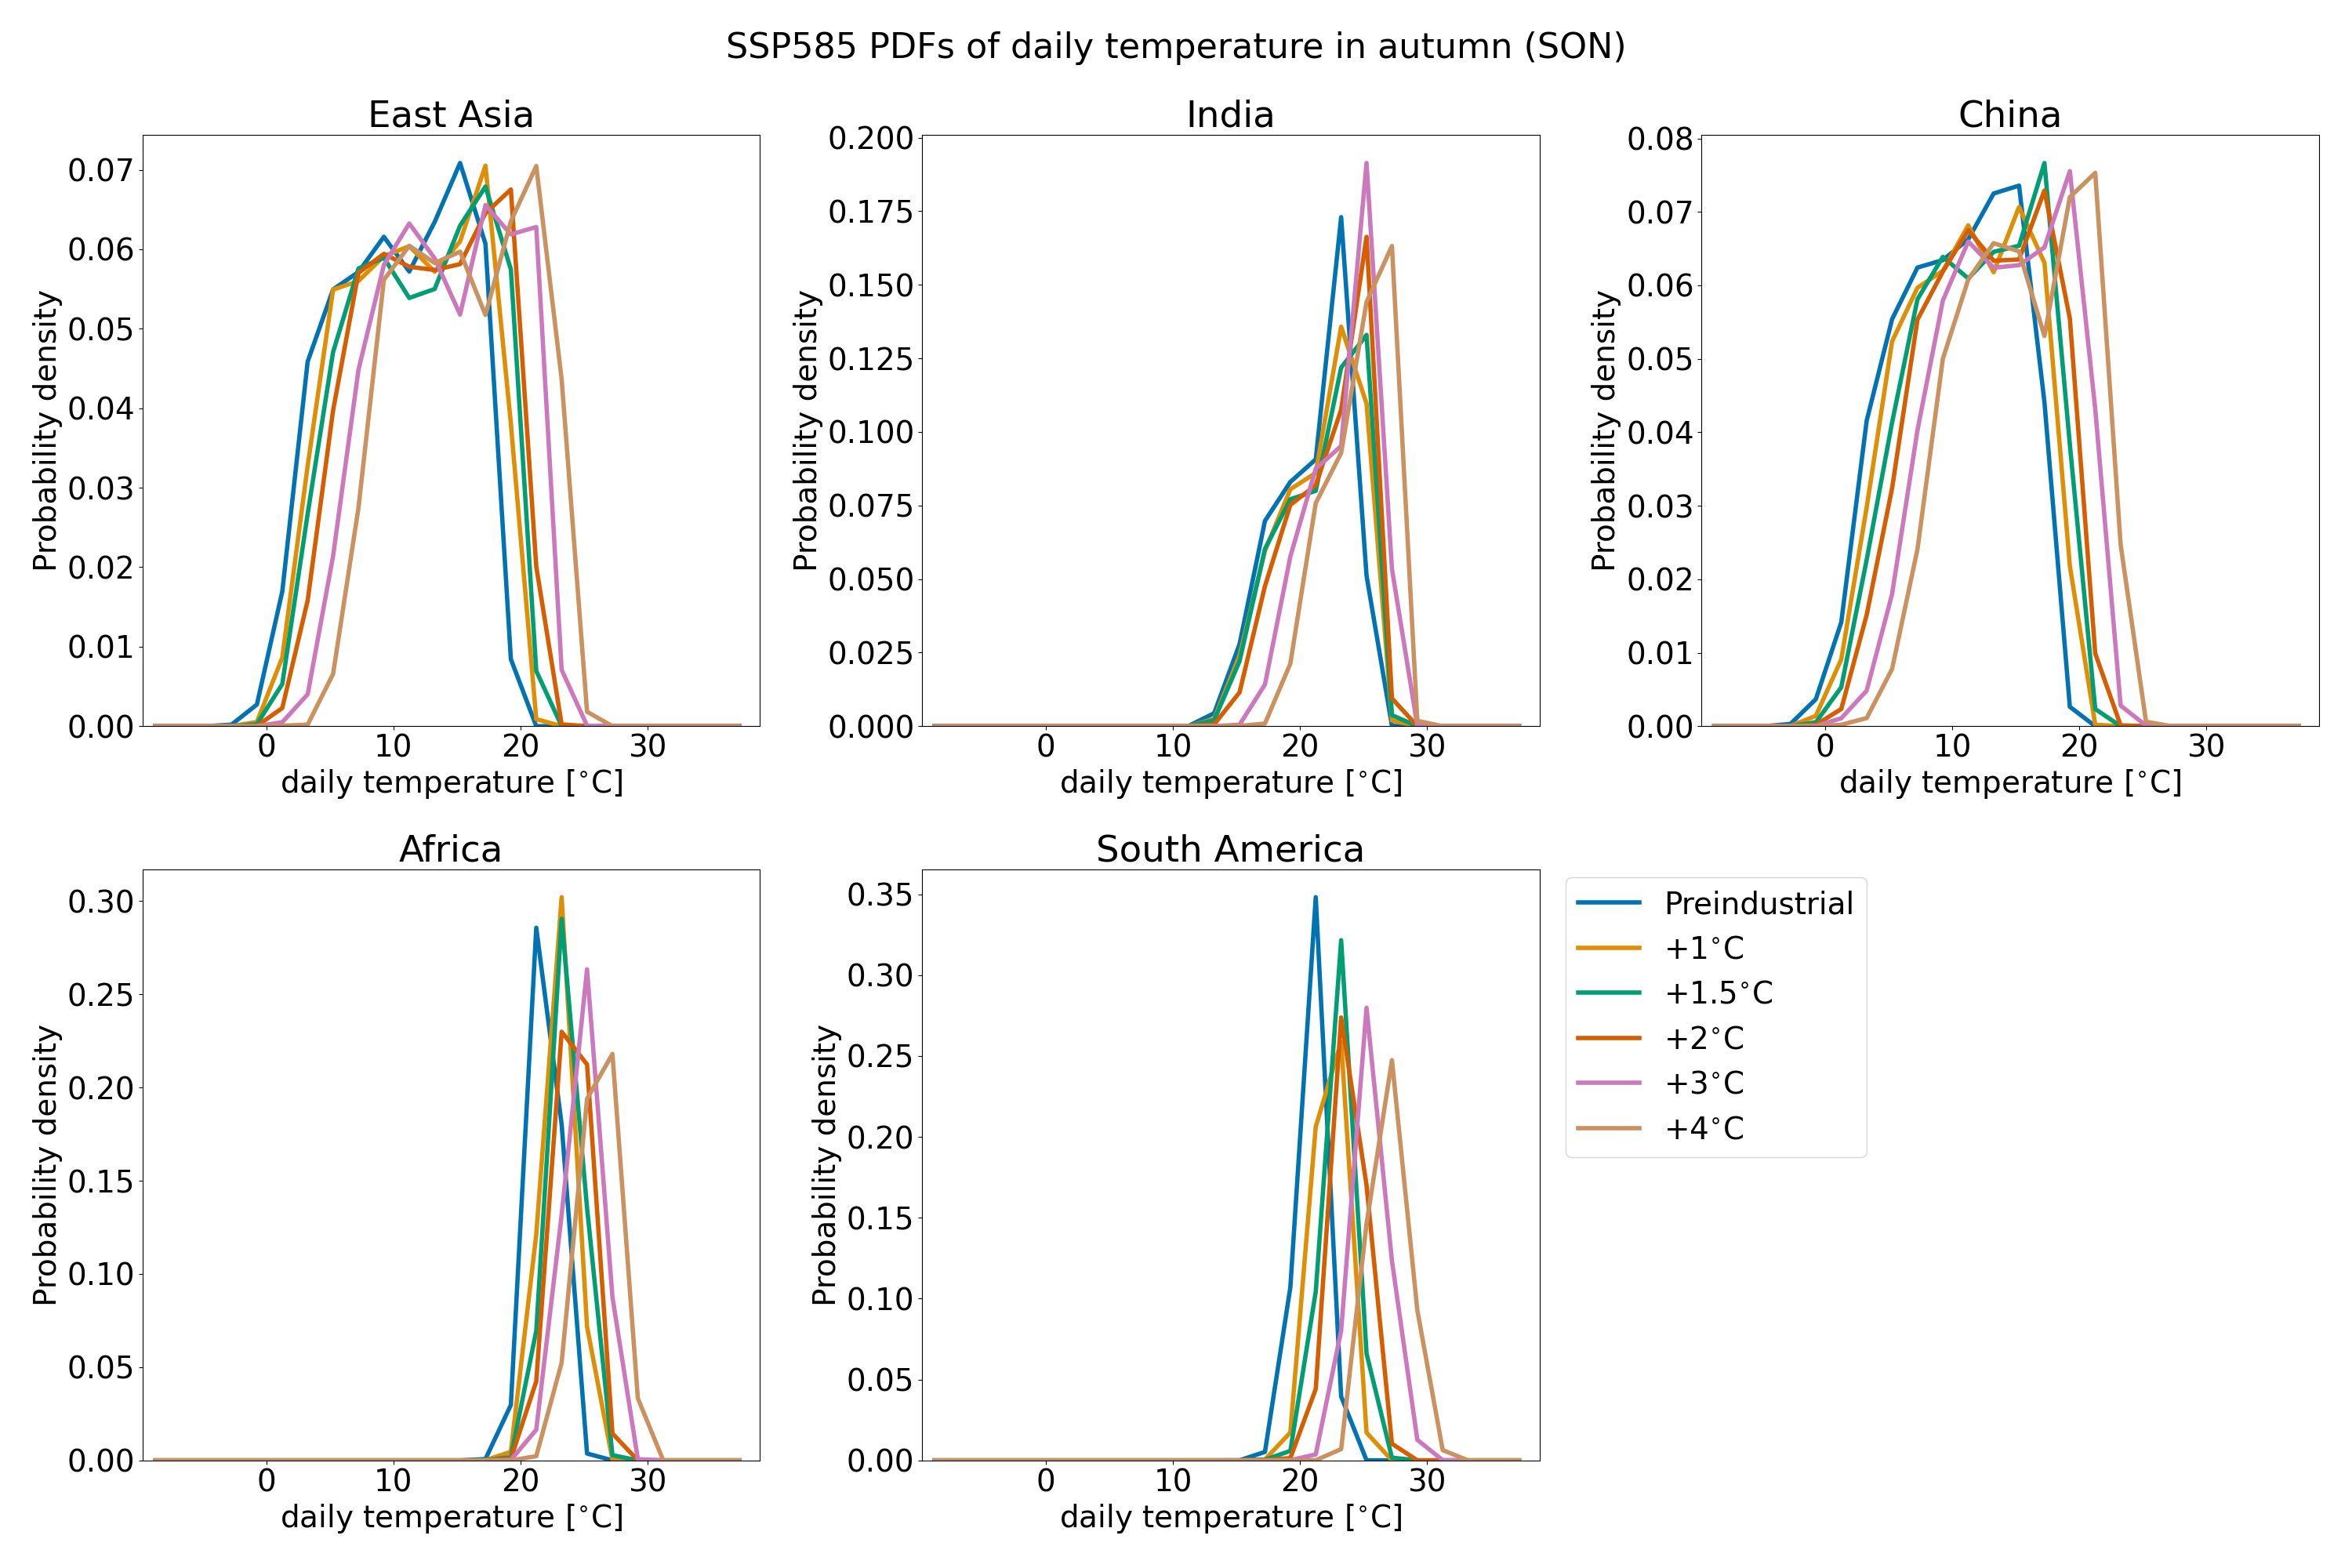 SSP585 PDFs of daily temperature in autumn (SON)
East Asia
Probability density
0.07
0.06
0.05
0.04
0.03
0.02
0.01
0.00
0 10 20 30
daily temperature [°C]
India
Probability density
0.200
0.175
0.150
0.125
0.100
0.075
0.050
0.025
0.000
0 10 20 30
daily temperature [°C]
China
Probability density
0.08
0.07
0.06
0.05
0.04
0.03
0.02
0.01
0.00
0 10 20 30
daily temperature [°C]
Africa
Probability density
0.30
0.25
0.20
0.15
0.10
0.05
0.00
0 10 20 30
daily temperature [°C]
South America
Probability density
0.35
0.30
0.25
0.20
0.15
0.10
0.05
0.00
0 10 20 30
daily temperature [°C]
Preindustrial
+1°C
+1.5°C
+2°C
+3°C
+4°C